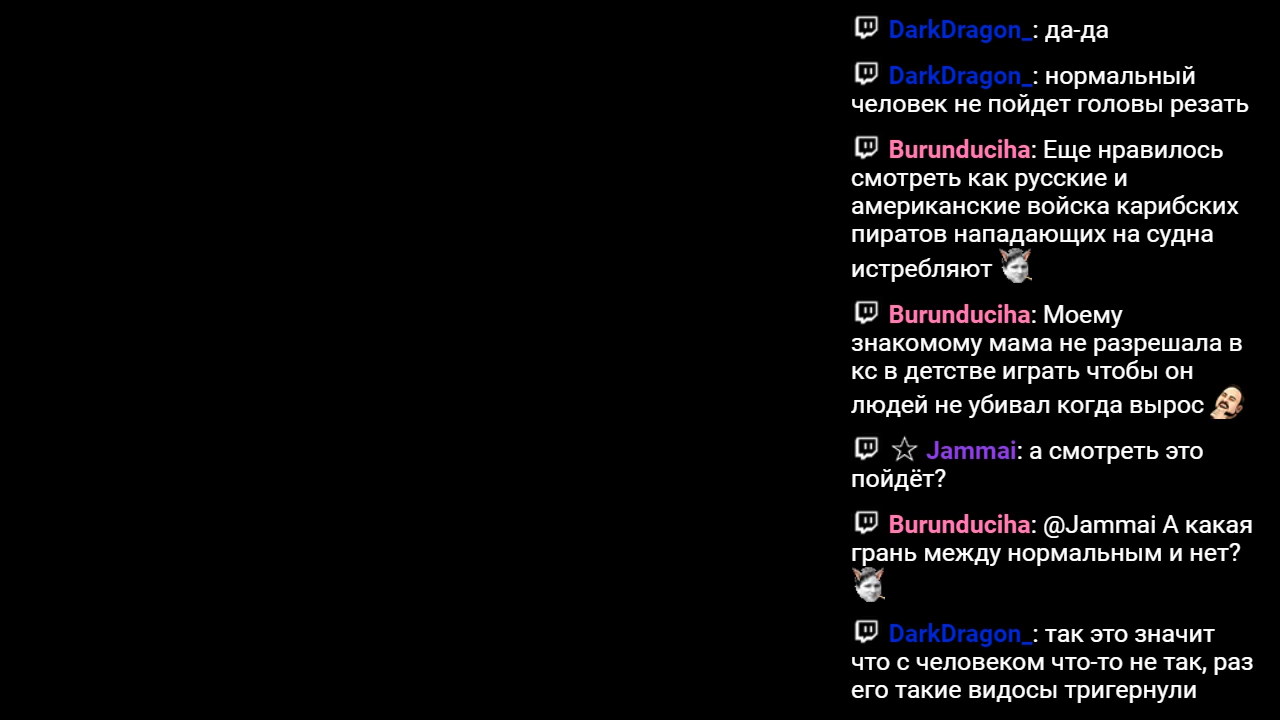 DarkDragon_: да-да
DarkDragon_: нормальный
человек не пойдет головы резать
Burunduciha: Еще нравилось
смотреть как русские и
американские войска карибских
пиратов нападающих на судна
истребляют
Burunduciha: Моему
знакомому мама не разрешала в
кс в детстве играть чтобы он
людей не убивал когда вырос
Jammai: а смотреть это
пойдёт?
Burunduciha: @Jammai А какая
грань между нормальным и нет?
DarkDragon_: так это значит
что с человеком что-то не так, раз
его такие видосы тригернули